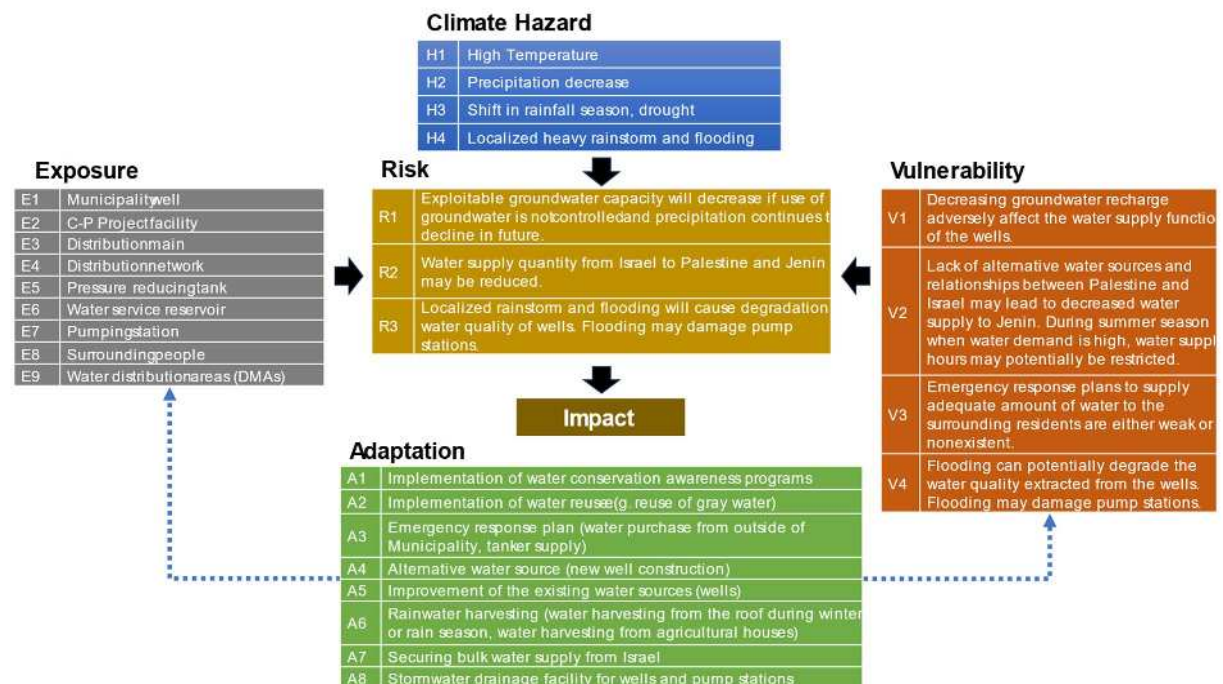 Climate Hazard
H1 High Temperature
H2 Precipitation decrease
H3 Shift in rainfall season, drought
H4 Localized heavy rainstorm and flooding
Exposure
E1 Municipalitywell
E2 C-P Projectfacility
E3 Distributionmain
E4 Distributionnetwork
E5 Pressure reducingtank
E6 Water service reservoir
E7 Pumpingstation
E8 Surroundingpeople
E9 Water distributionareas (DMAs)
Risk
R1 Exploitable groundwater capacity will decrease if use of
groundwater is notcontrolledand precipitation continues t
decline in future.
R2 Water supply quantity from Israel to Palestine and Jenin
may be reduced.
R3 Localized rainstorm and flooding will cause degradation
water quality of wells. Flooding may damage pump
stations.
Vulnerability
V1 Decreasing groundwater recharge
adversely affect the water supply functio
of the wells.
V2 Lack of alternative water sources and
relationships between Palestine and
Israel may lead to decreased water
supply to Jenin. During summer season
when water demand is high, water suppl
hours may potentially be restricted.
V3 Emergency response plans to supply
adequate amount of water to the
surrounding residents are either weak or
nonexistent.
V4 Flooding can potentially degrade the
water quality extracted from the wells.
Flooding may damage pump stations.
Impact
Adaptation
A1 Implementation of water conservation awareness programs
A2 Implementation of water reuse(g. reuse of gray water)
A3 Emergency response plan (water purchase from outside of
Municipality, tanker supply)
A4 Alternative water source (new well construction)
A5 Improvement of the existing water sources (wells)
A6 Rainwater harvesting (water harvesting from the roof during winter
or rain season, water harvesting from agricultural houses)
A7 Securing bulk water supply from Israel
A8 Stormwater drainage facility for wells and pump stations